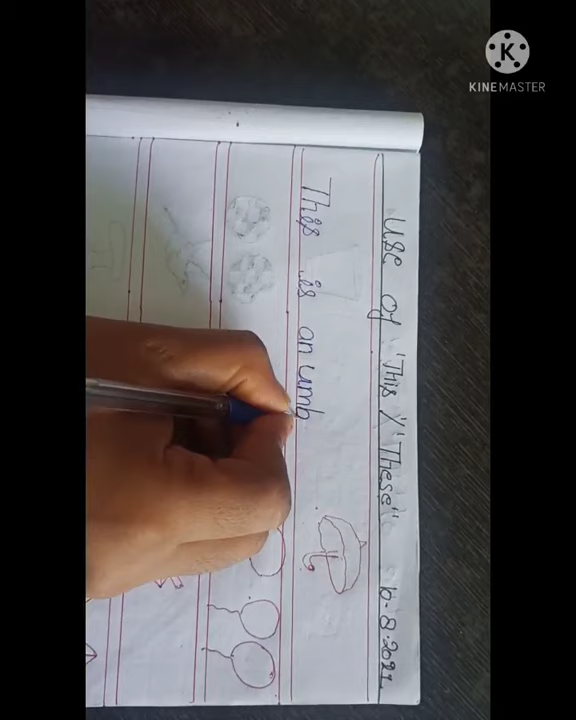 Use of 'This'/'These' 10.8.2021
This is an umb
K
KINEMASTER